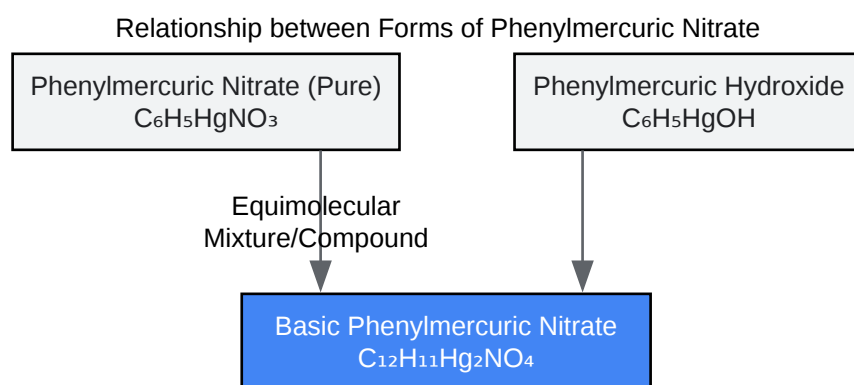 Relationship between Forms of Phenylmercuric Nitrate
Phenylmercuric Nitrate (Pure)
C₆H₅HgNO₃
Phenylmercuric Hydroxide
C₆H₅HgOH
Equimolecular
Mixture/Compound
Basic Phenylmercuric Nitrate
C₁₂H₁₁Hg₂NO₄